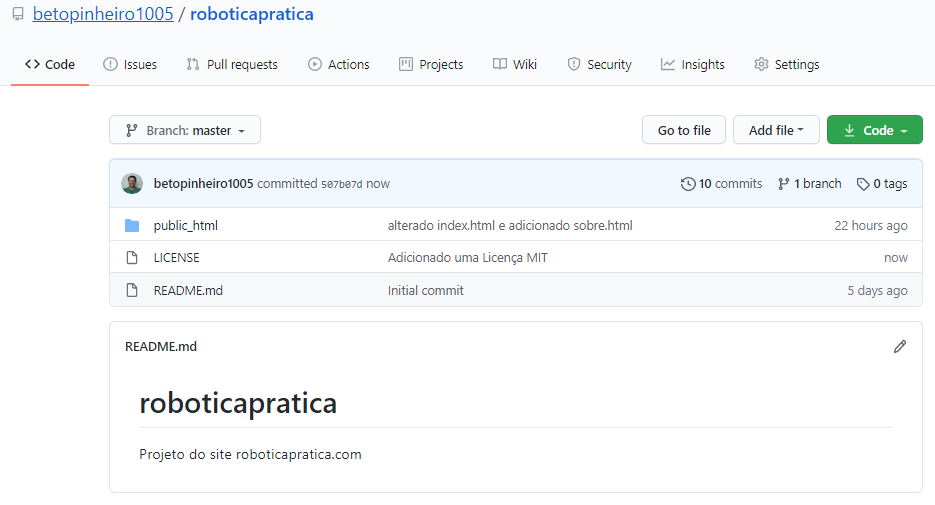 betopinheiro1005 / roboticapratica
Code Issues Pull requests Actions Projects Wiki Security Insights Settings
Branch: master Go to file Add file Code
betopinheiro1005 committed 507b07d now 10 commits 1 branch 0 tags
public_html alterado index.html e adicionado sobre.html 22 hours ago
LICENSE Adicionado uma Licença MIT now
README.md Initial commit 5 days ago
README.md
roboticapratica
Projeto do site roboticapratica.com